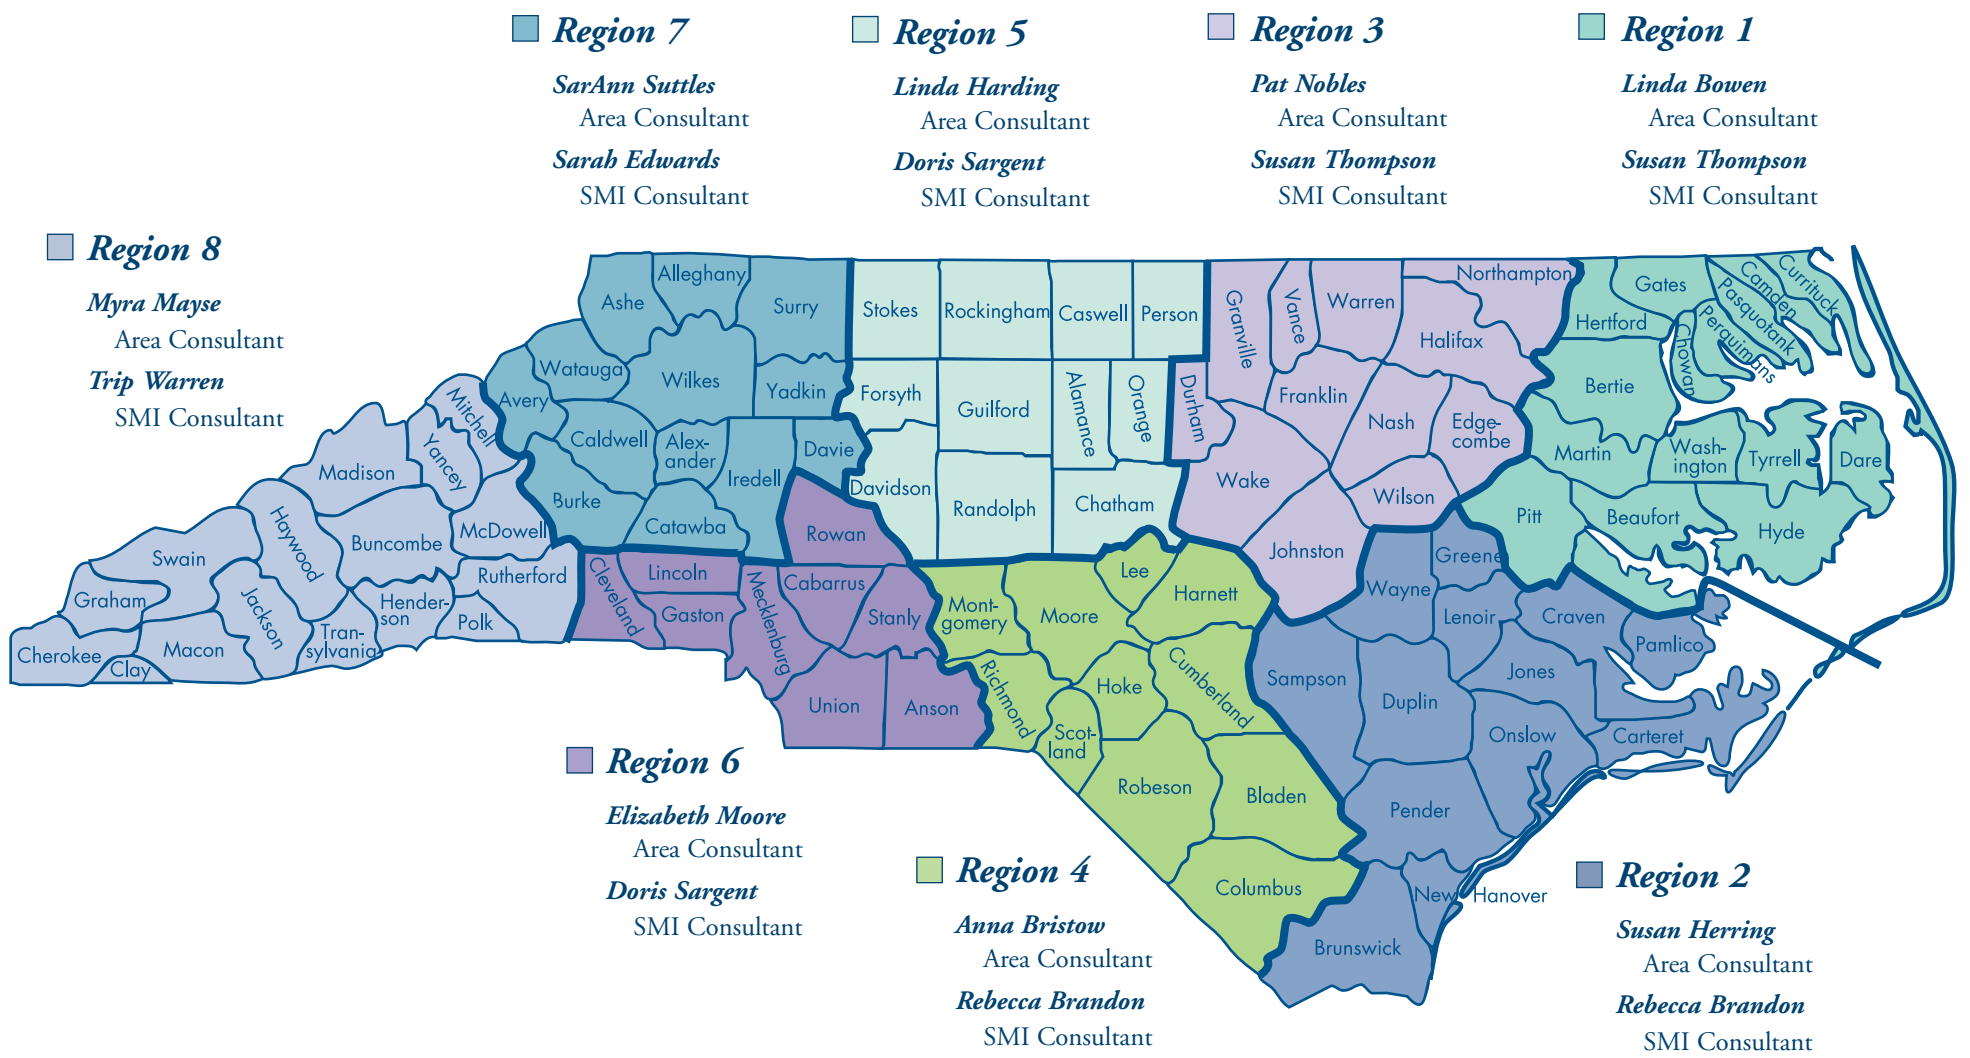 Region 7
SarAnn Suttles
Area Consultant
Sarah Edwards
SMI Consultant
Region 5
Linda Harding
Area Consultant
Doris Sargent
SMI Consultant
Region 3
Pat Nobles
Area Consultant
Susan Thompson
SMI Consultant
Region 1
Linda Bowen
Area Consultant
Susan Thompson
SMI Consultant
Region 8
Myra Mayse
Area Consultant
Trip Warren
SMI Consultant
Cherokee
Graham
Swain
Clay
Macon
Jackson
Haywood
Madison
Yancey
Mitchell
Buncombe
McDowell
Tran-
sylvania
Hender-
son
Polk
Rutherford
Ashe
Alleghany
Surry
Watauga
Wilkes
Yadkin
Avery
Caldwell
Alex-
ander
Iredell
Davie
Burke
Catawba
Stokes
Rockingham
Caswell
Person
Forsyth
Guilford
Alamance
Orange
Davidson
Randolph
Chatham
Granville
Vance
Warren
Northampton
Halifax
Durham
Franklin
Nash
Edge-
combe
Wake
Wilson
Johnston
Hertford
Gates
Currituck
Camden
Pasquotank
Perquimans
Chowan
Bertie
Martin
Wash-
ington
Tyrrell
Dare
Pitt
Beaufort
Hyde
Cleveland
Lincoln
Gaston
Mecklenburg
Rowan
Cabarrus
Stanly
Union
Anson
Mont-
gomery
Moore
Lee
Harnett
Richmond
Hoke
Cumberland
Scot-
land
Robeson
Bladen
Columbus
Wayne
Greene
Lenoir
Craven
Pamlico
Sampson
Duplin
Jones
Onslow
Carteret
Pender
New Hanover
Brunswick
Region 6
Elizabeth Moore
Area Consultant
Doris Sargent
SMI Consultant
Region 4
Anna Bristow
Area Consultant
Rebecca Brandon
SMI Consultant
Region 2
Susan Herring
Area Consultant
Rebecca Brandon
SMI Consultant